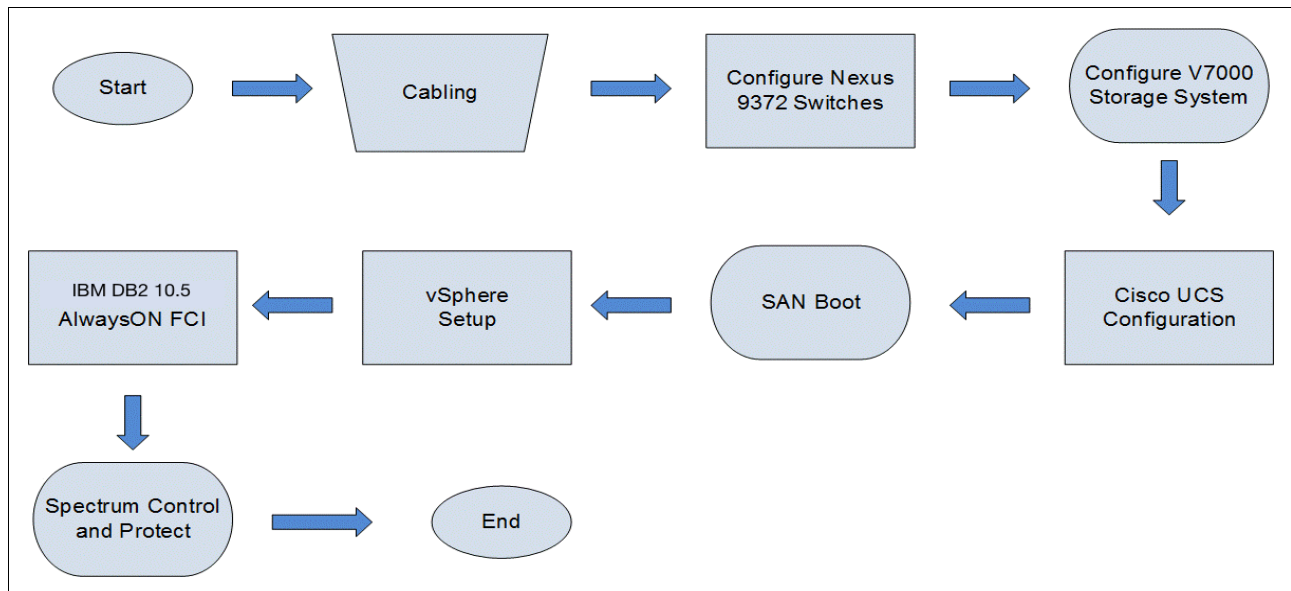 Start
Cabling
Configure Nexus
9372 Switches
Configure V7000
Storage System
Cisco UCS
Configuration
SAN Boot
vSphere
Setup
IBM DB2 10.5
AlwaysON FCI
Spectrum Control
and Protect
End